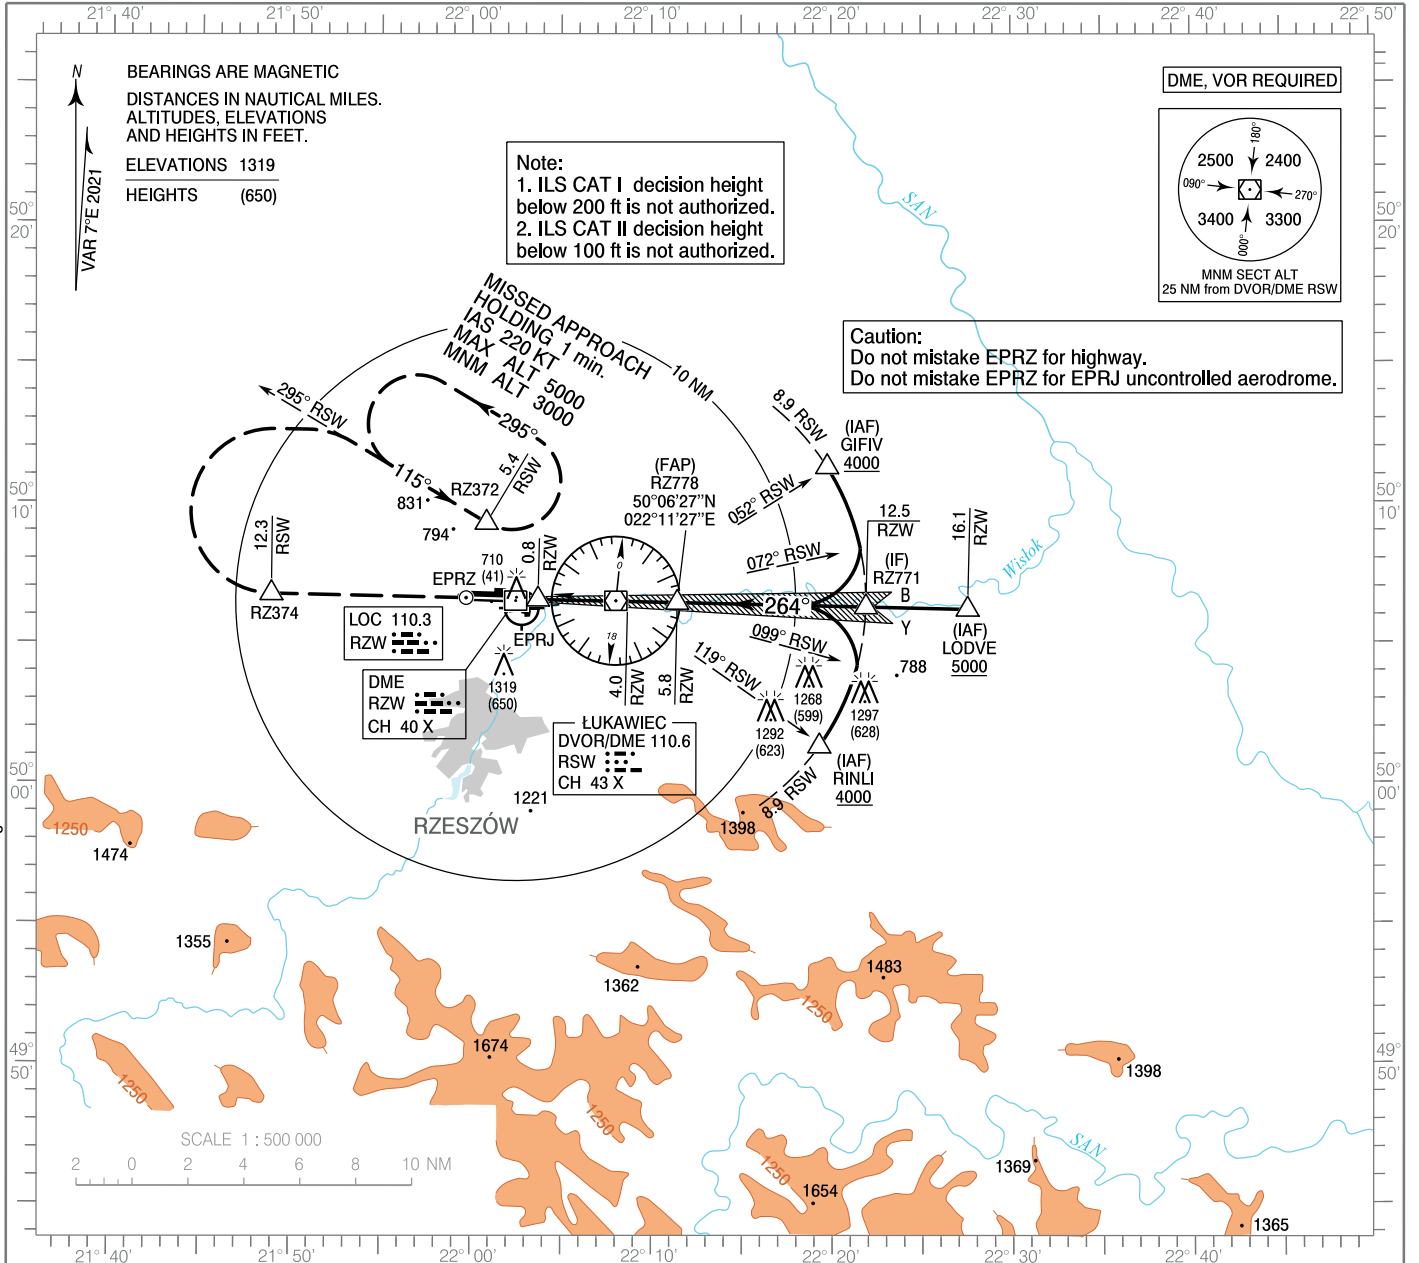 21° 40'
21° 50'
22° 00'
22° 10'
22° 20'
22° 30'
22° 40'
22° 50'
N
VAR 7°E 2021
BEARINGS ARE MAGNETIC
DISTANCES IN NAUTICAL MILES.
ALTITUDES, ELEVATIONS
AND HEIGHTS IN FEET.
ELEVATIONS 1319
HEIGHTS (650)
Note:
1. ILS CAT I decision height
below 200 ft is not authorized.
2. ILS CAT II decision height
below 100 ft is not authorized.
DME, VOR REQUIRED
180°
2500
2400
090°
270°
3400
3300
000°
MNM SECT ALT
25 NM from DVOR/DME RSW
SAN
50°
20'
50°
20'
Caution:
Do not mistake EPRZ for highway.
Do not mistake EPRZ for EPRJ uncontrolled aerodrome.
MISSED APPROACH
HOLDING 1 min.
IAS 220 KT
MAX ALT 5000
MNM ALT 3000
10 NM
295° RSW
295°
115°
5.4
RSW
RZ372
831
794
8.9 RSW
(IAF)
GIFIV
4000
052° RSW
072° RSW
(FAP)
RZ778
50°06'27"N
022°11'27"E
50°
10'
50°
10'
12.5
RZW
(IF)
RZ771
16.1
RZW
Wisłok
12.3
RSW
RZ374
EPRZ
710
(41)
0.8
RZW
EPRJ
0
18
264°
B
Y
(IAF)
LODVE
5000
LOC 110.3
RZW
DME
RZW
CH 40 X
1319
(650)
4.0
RZW
5.8
RZW
099° RSW
119° RSW
1268
(599)
1297
(628)
1292
(623)
788
ŁUKAWIEC
DVOR/DME 110.6
RSW
CH 43 X
(IAF)
RINLI
4000
8.9 RSW
50°
00'
50°
00'
1250
1474
1221
RZESZÓW
1398
1355
1362
1483
1250
1674
49°
50'
49°
50'
1250
1250
1398
SCALE 1 : 500 000
2
0
2
4
6
8
10 NM
1250
1654
1369
SAN
1365
21° 40'
21° 50'
22° 00'
22° 10'
22° 20'
22° 30'
22° 40'